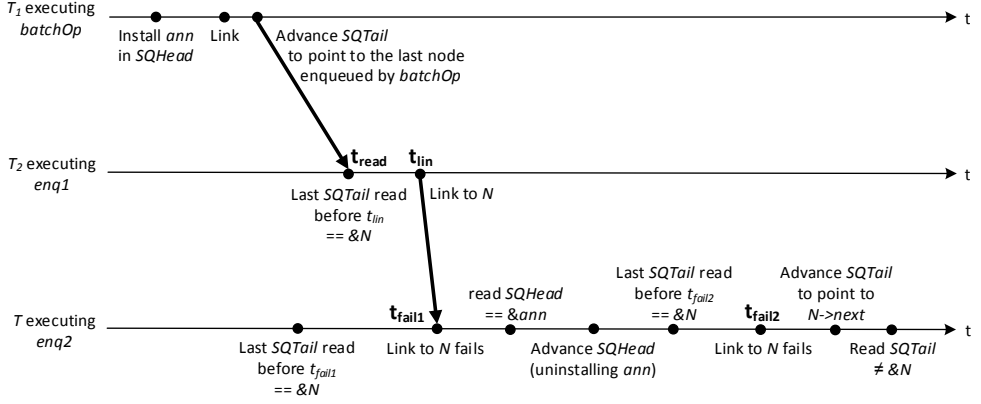 T1 executing
batchOp
Install ann
in SQHead
Link
Advance SQTail
to point to the last node
enqueued by batchOp
t
T2 executing
enq1
tread
tlin
Last SQTail read
before tlin
== &N
Link to N
t
T executing
enq2
Last SQTail read
before tfail1
== &N
tfail1
Link to N fails
read SQHead
== &ann
Advance SQHead
(uninstalling ann)
Last SQTail read
before tfail2
== &N
tfail2
Link to N fails
Advance SQTail
to point to
N->next
Read SQTail
≠ &N
t